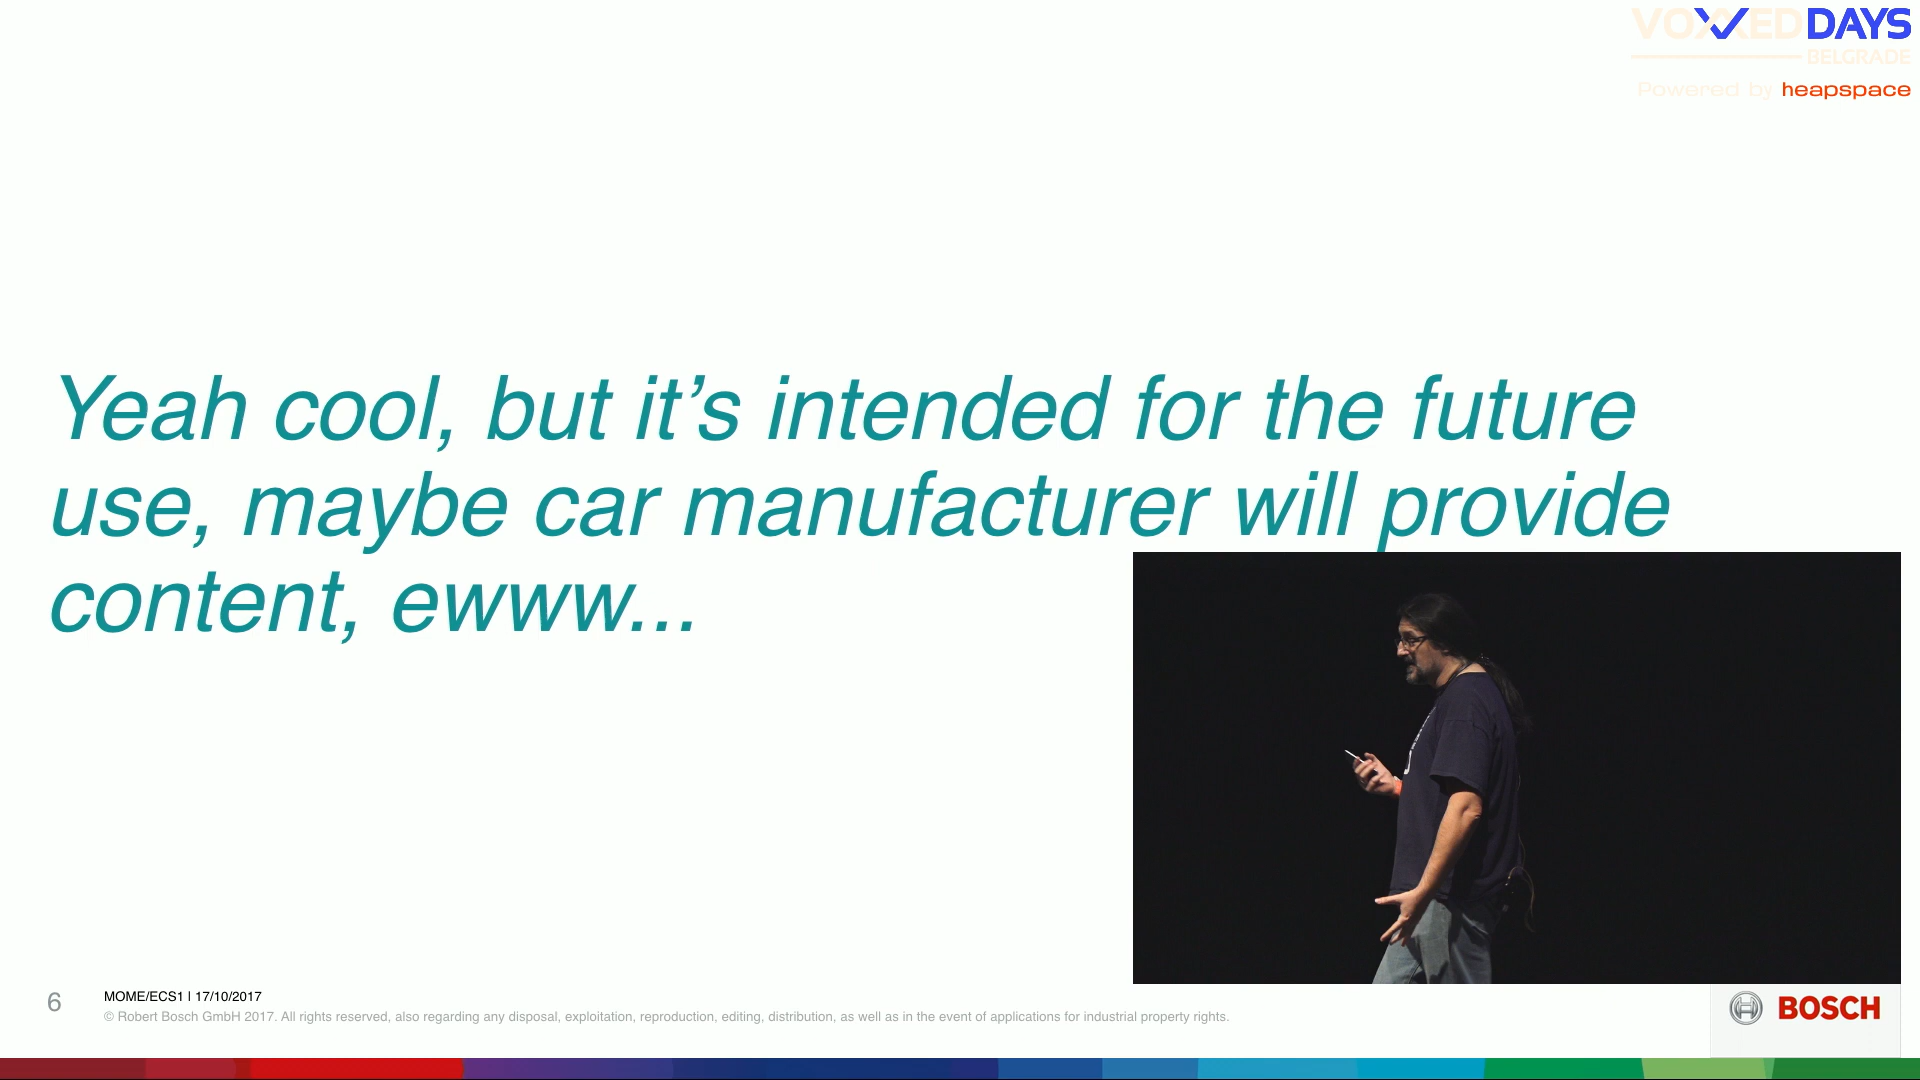 VOXXED DAYS
BELGRADE
Powered by heapspace
Yeah cool, but it’s intended for the future
use, maybe car manufacturer will provide
content, ewww...
6
MOME/ECS1 | 17/10/2017
© Robert Bosch GmbH 2017. All rights reserved, also regarding any disposal, exploitation, reproduction, editing, distribution, as well as in the event of applications for industrial property rights.
BOSCH